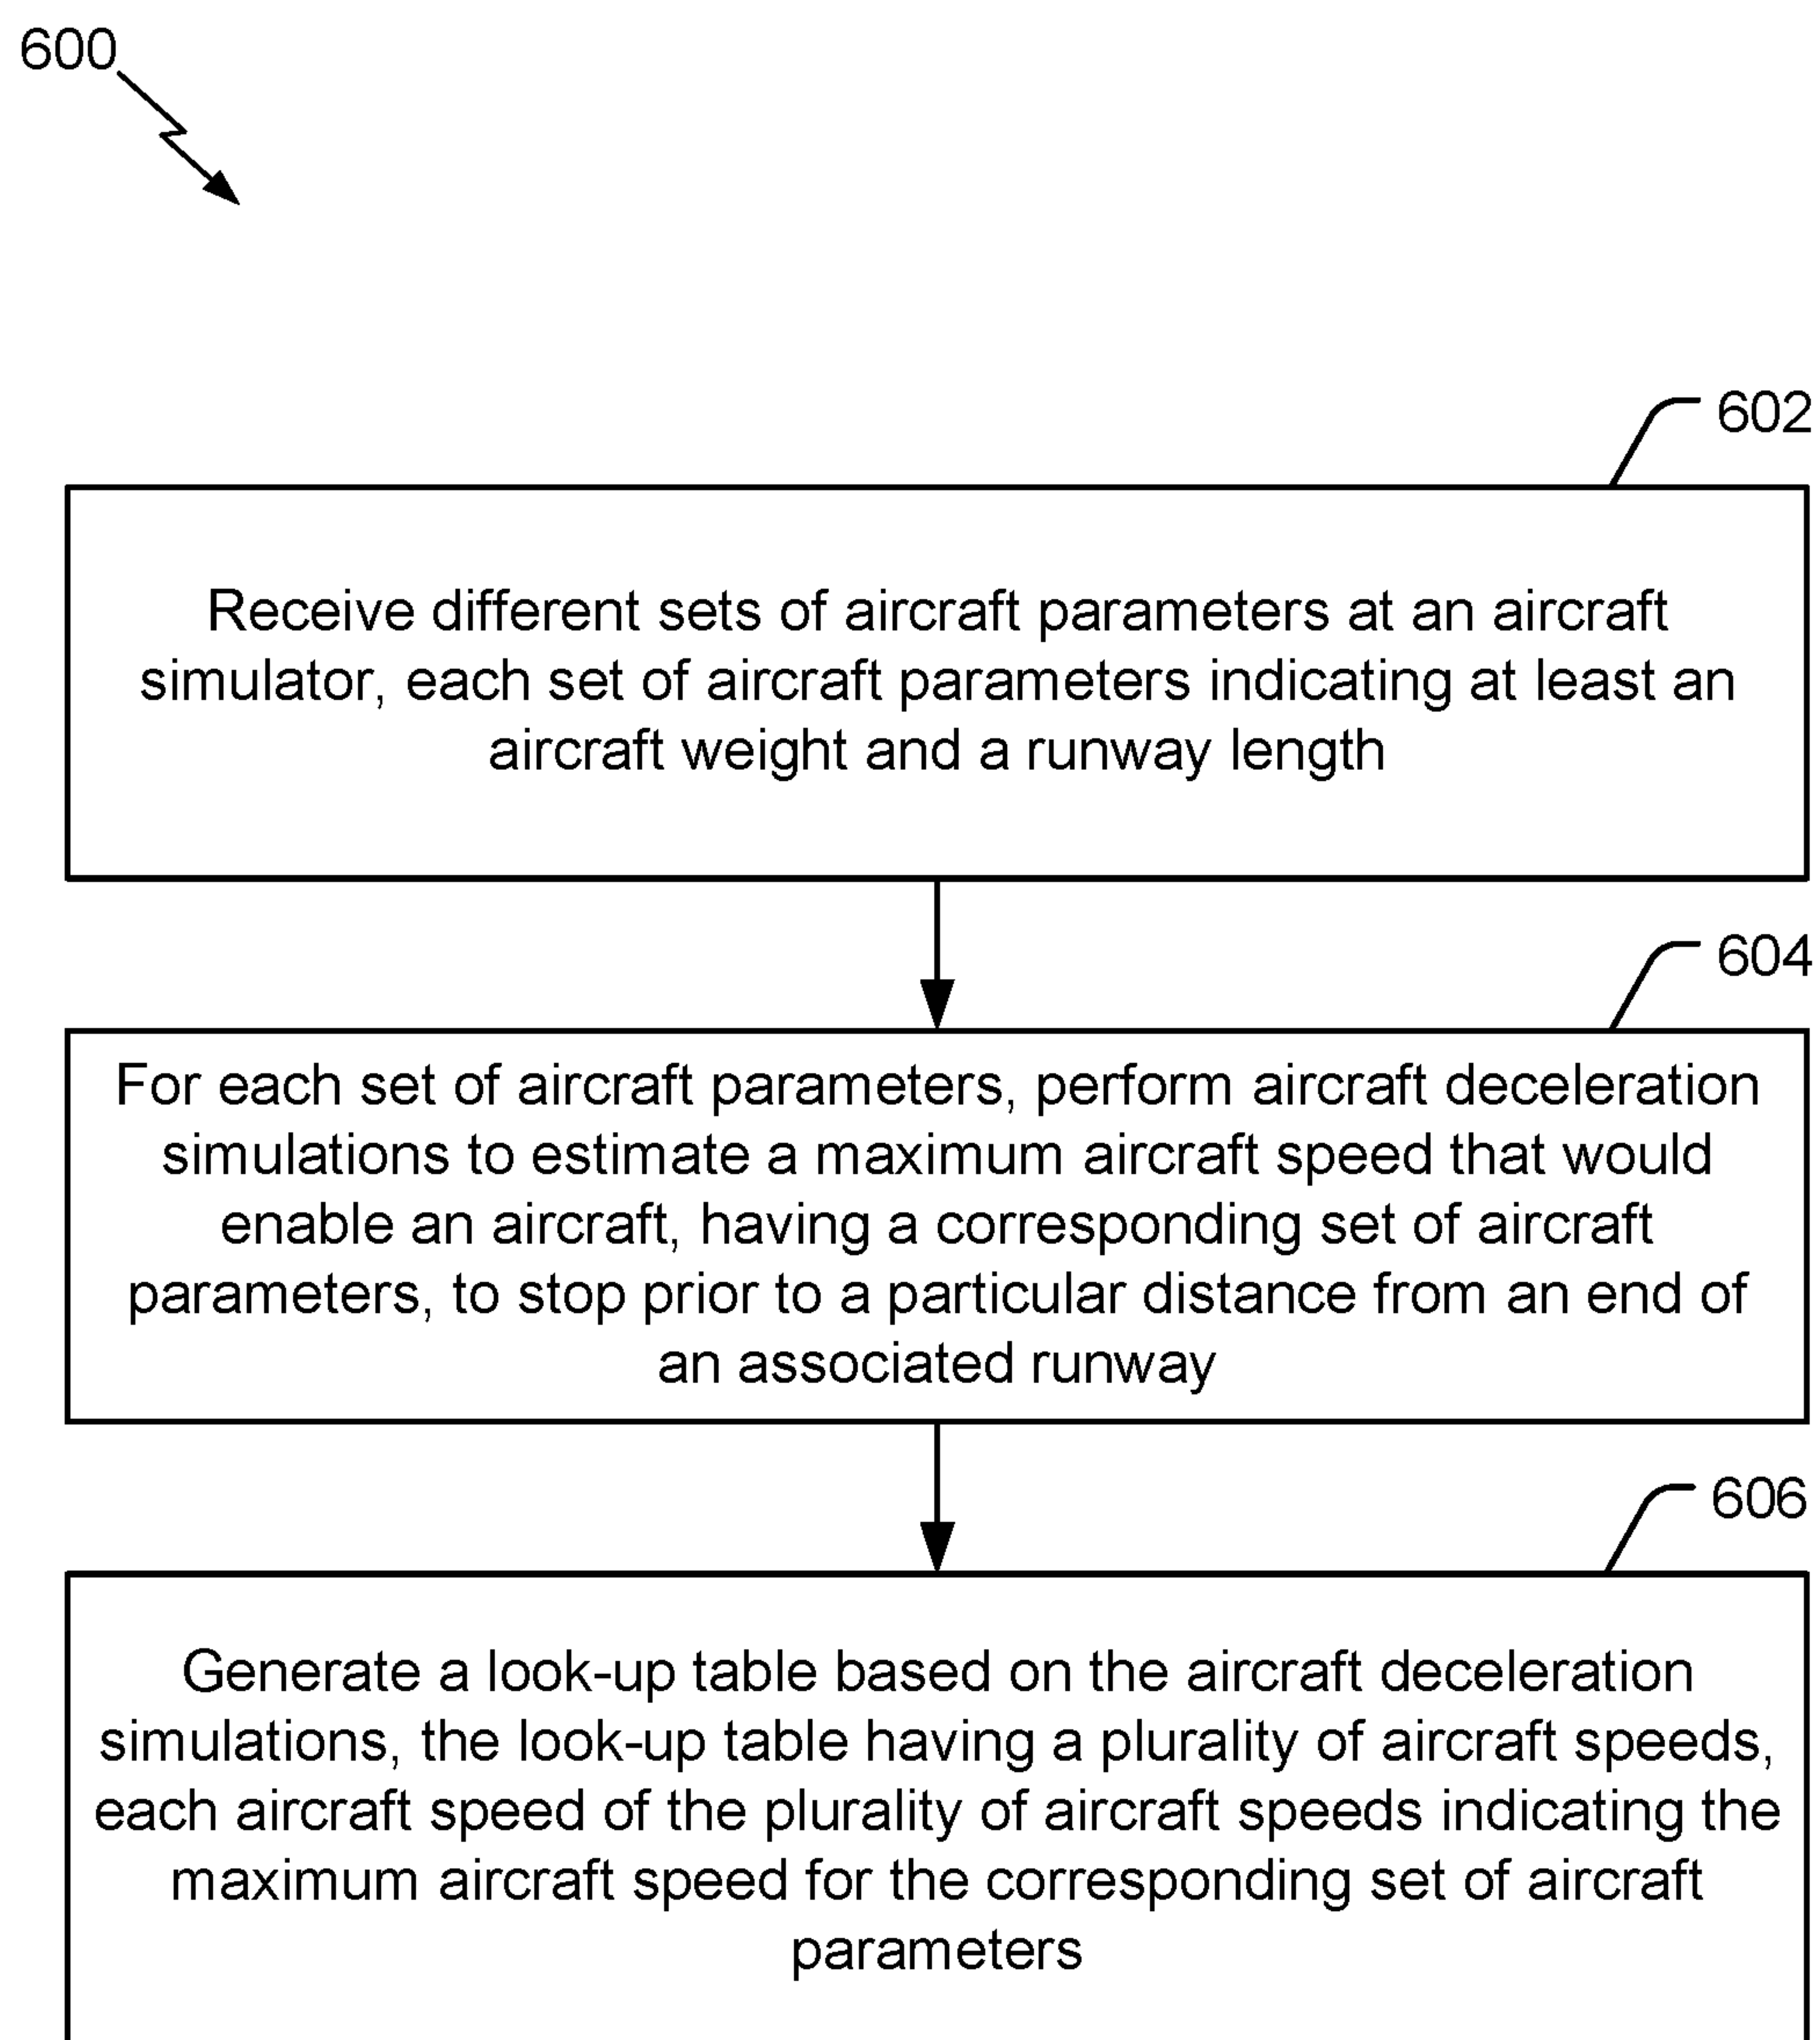 600
602
Receive different sets of aircraft parameters at an aircraft
simulator, each set of aircraft parameters indicating at least an
aircraft weight and a runway length
604
For each set of aircraft parameters, perform aircraft deceleration
simulations to estimate a maximum aircraft speed that would
enable an aircraft, having a corresponding set of aircraft
parameters, to stop prior to a particular distance from an end of
an associated runway
606
Generate a look-up table based on the aircraft deceleration
simulations, the look-up table having a plurality of aircraft speeds,
each aircraft speed of the plurality of aircraft speeds indicating the
maximum aircraft speed for the corresponding set of aircraft
parameters